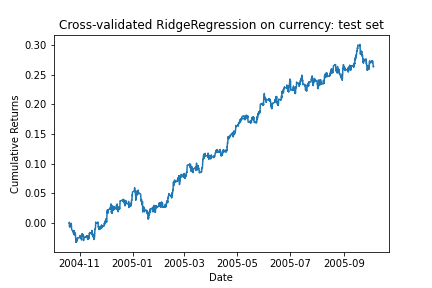 Cross-validated RidgeRegression on currency: test set
Cumulative Returns
0.30
0.25
0.20
0.15
0.10
0.05
0.00
2004-11 2005-01 2005-03 2005-05 2005-07 2005-09
Date